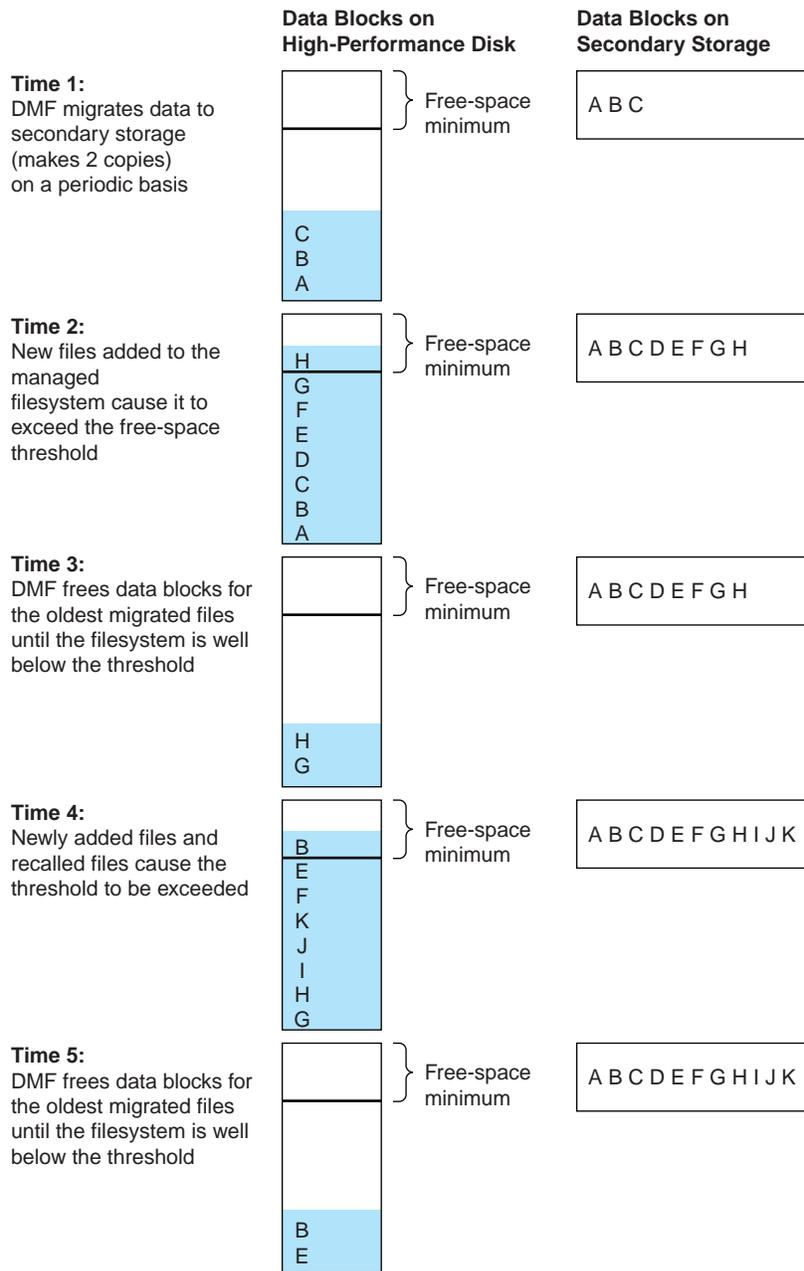 Data Blocks on
High-Performance Disk
Data Blocks on
Secondary Storage
Time 1:
DMF migrates data to
secondary storage
(makes 2 copies)
on a periodic basis
C
B
A
Free-space
minimum
A B C
Time 2:
New files added to the
managed
filesystem cause it to
exceed the free-space
threshold
H
G
F
E
D
C
B
A
Free-space
minimum
A B C D E F G H
Time 3:
DMF frees data blocks for
the oldest migrated files
until the filesystem is well
below the threshold
H
G
Free-space
minimum
A B C D E F G H
Time 4:
Newly added files and
recalled files cause the
threshold to be exceeded
B
E
F
K
J
I
H
G
Free-space
minimum
A B C D E F G H I J K
Time 5:
DMF frees data blocks for
the oldest migrated files
until the filesystem is well
below the threshold
B
E
Free-space
minimum
A B C D E F G H I J K